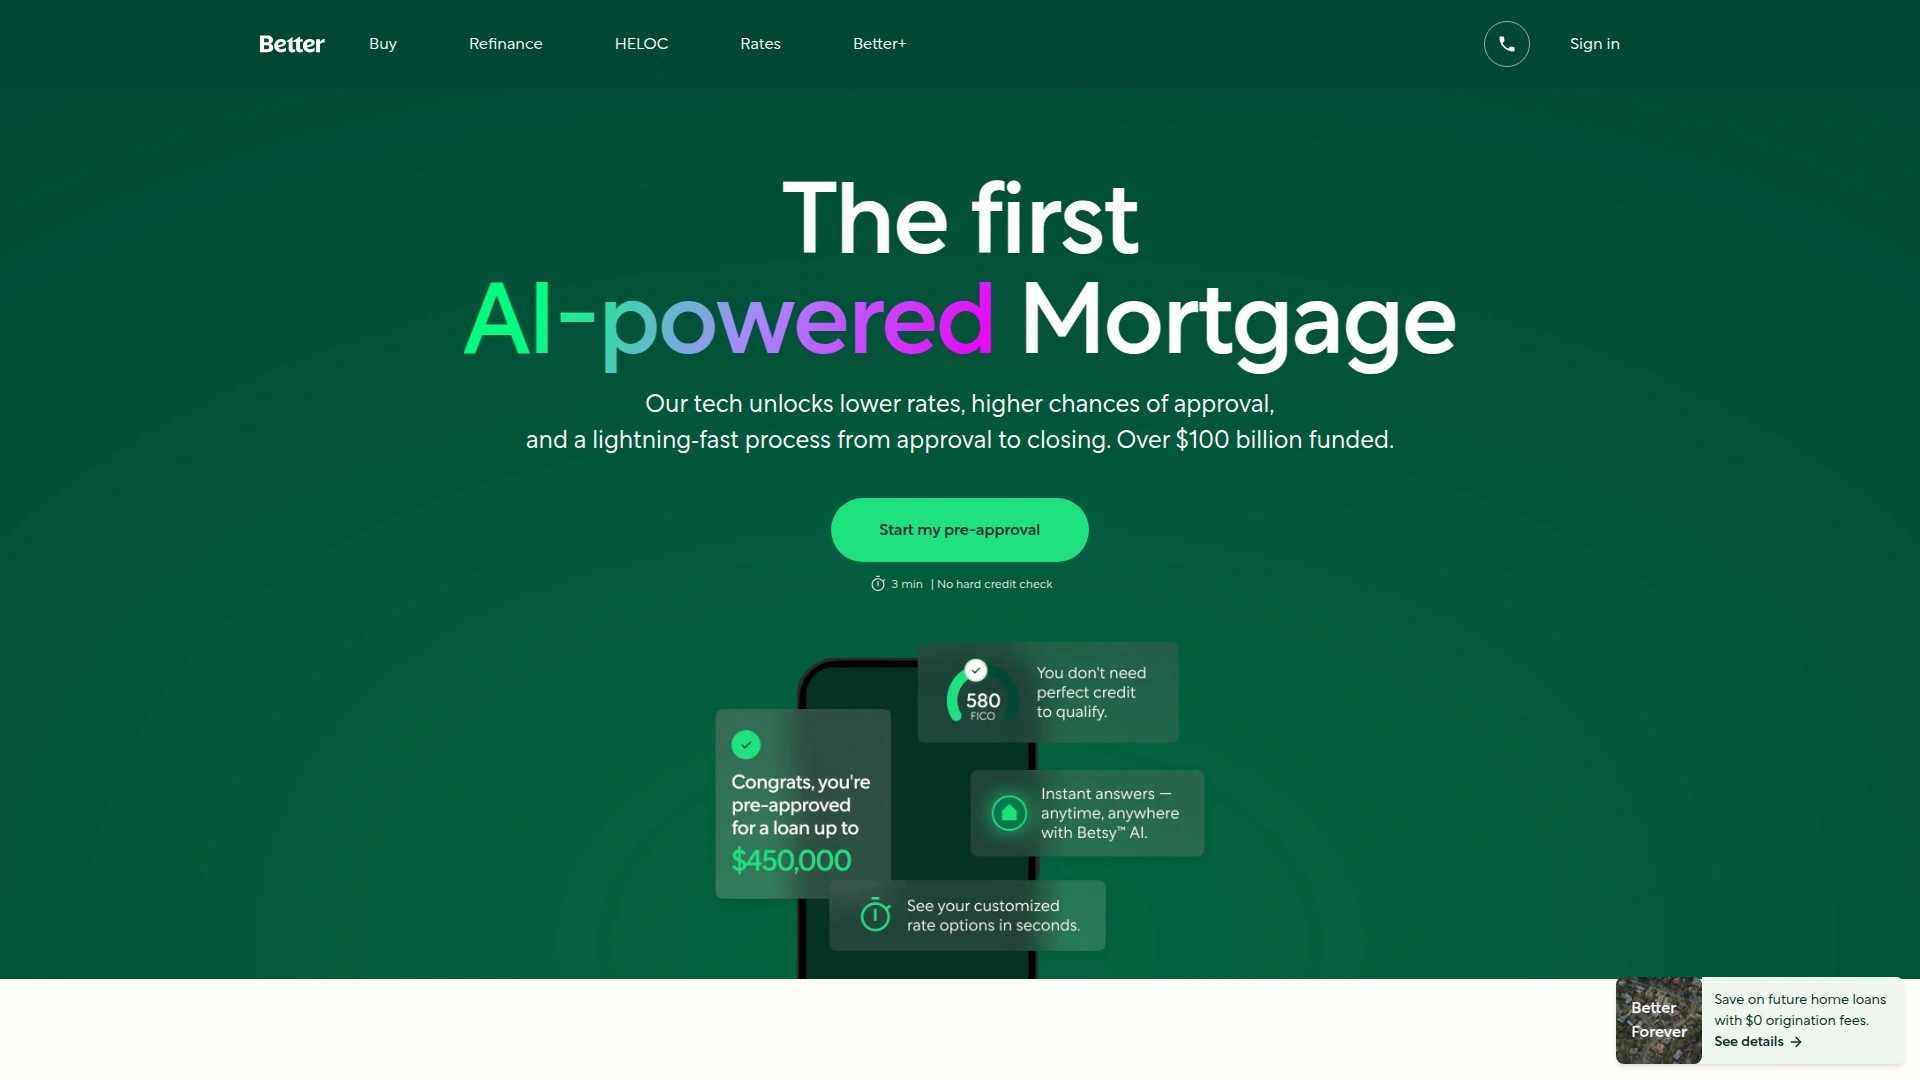 Better
Buy
Refinance
HELOC
Rates
Better+
Sign in
The first
AI-powered Mortgage
Our tech unlocks lower rates, higher chances of approval,
and a lightning-fast process from approval to closing. Over $100 billion funded.
Start my pre-approval
3 min | No hard credit check
580
FICO
You don't need
perfect credit
to qualify.
Congrats, you're
pre-approved
for a loan up to
$450,000
Instant answers —
anytime, anywhere
with Betsy™ AI.
See your customized
rate options in seconds.
Better
Forever
Save on future home loans
with $0 origination fees.
See details →